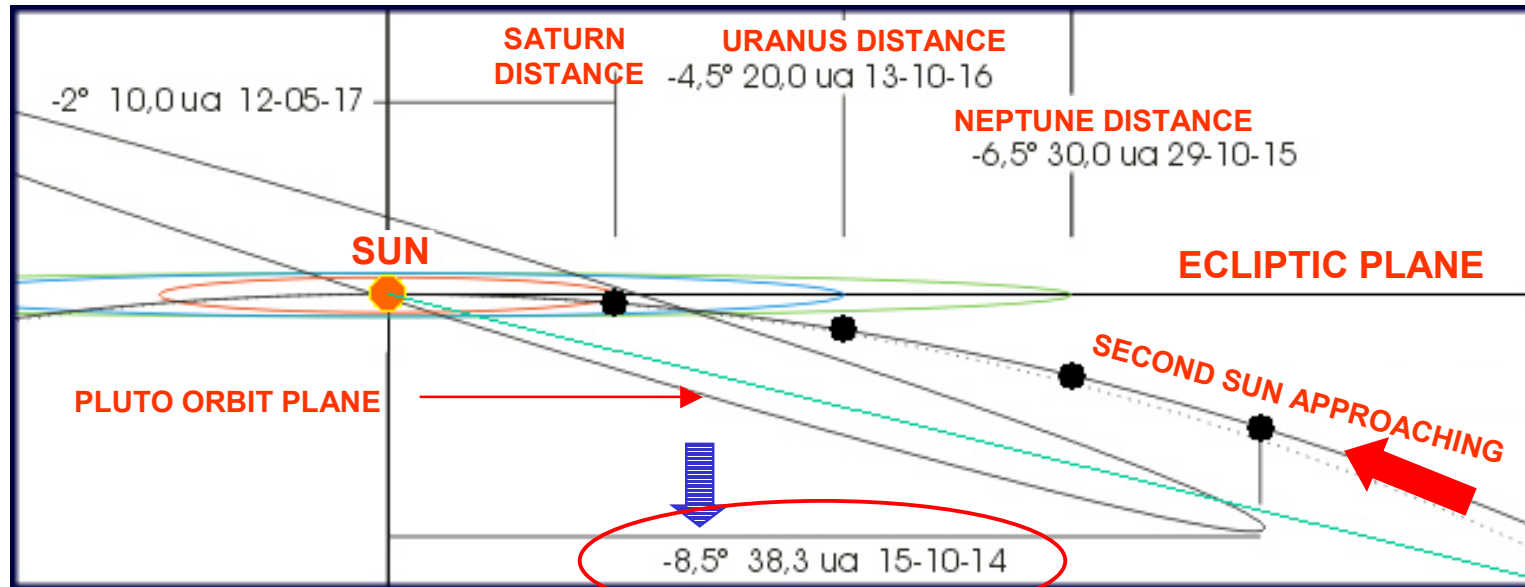 SATURN
DISTANCE
URANUS DISTANCE
-4,5° 20,0 ua 13-10-16
-2° 10,0 ua 12-05-17
NEPTUNE DISTANCE
-6,5° 30,0 ua 29-10-15
SUN
ECLIPTIC PLANE
SECOND SUN APPROACHING
PLUTO ORBIT PLANE
-8,5° 38,3 ua 15-10-14